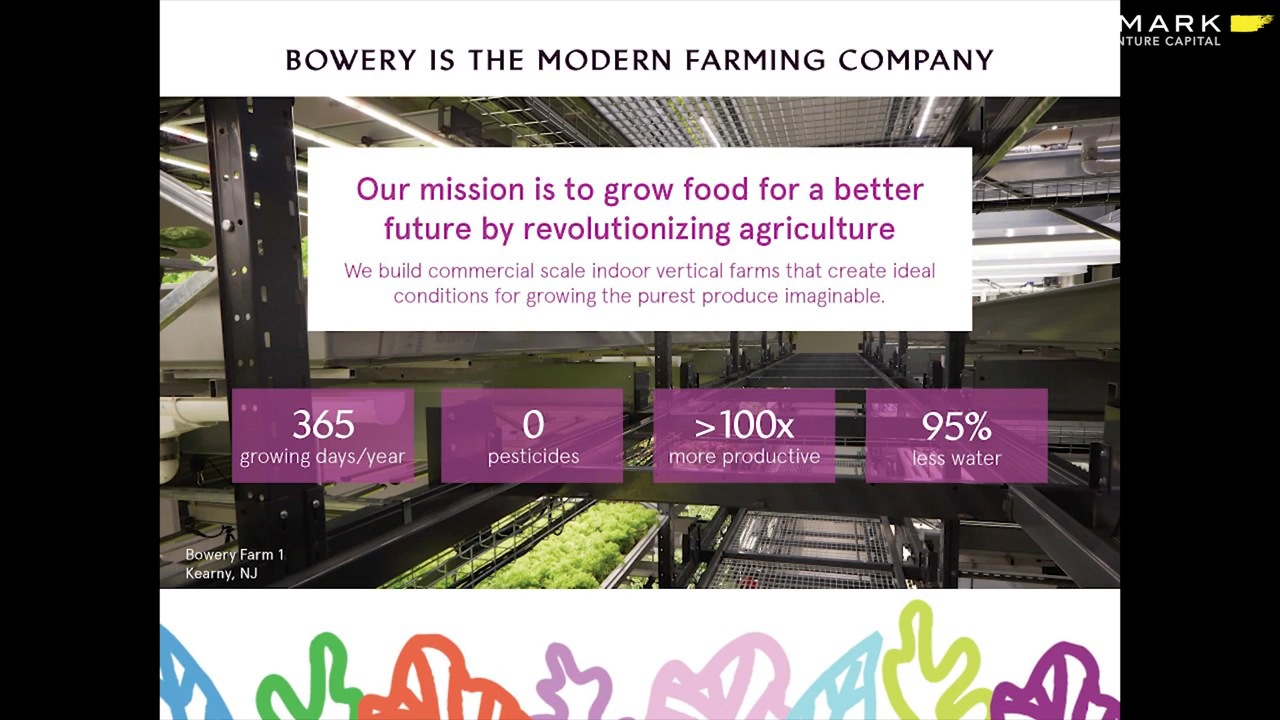 BOWERY IS THE MODERN FARMING COMPANY
MARK
NTURE CAPITAL
Our mission is to grow food for a better
future by revolutionizing agriculture
We build commercial scale indoor vertical farms that create ideal
conditions for growing the purest produce imaginable.
365
growing days/year
0
pesticides
>100x
more productive
95%
less water
Bowery Farm 1
Kearny, NJ